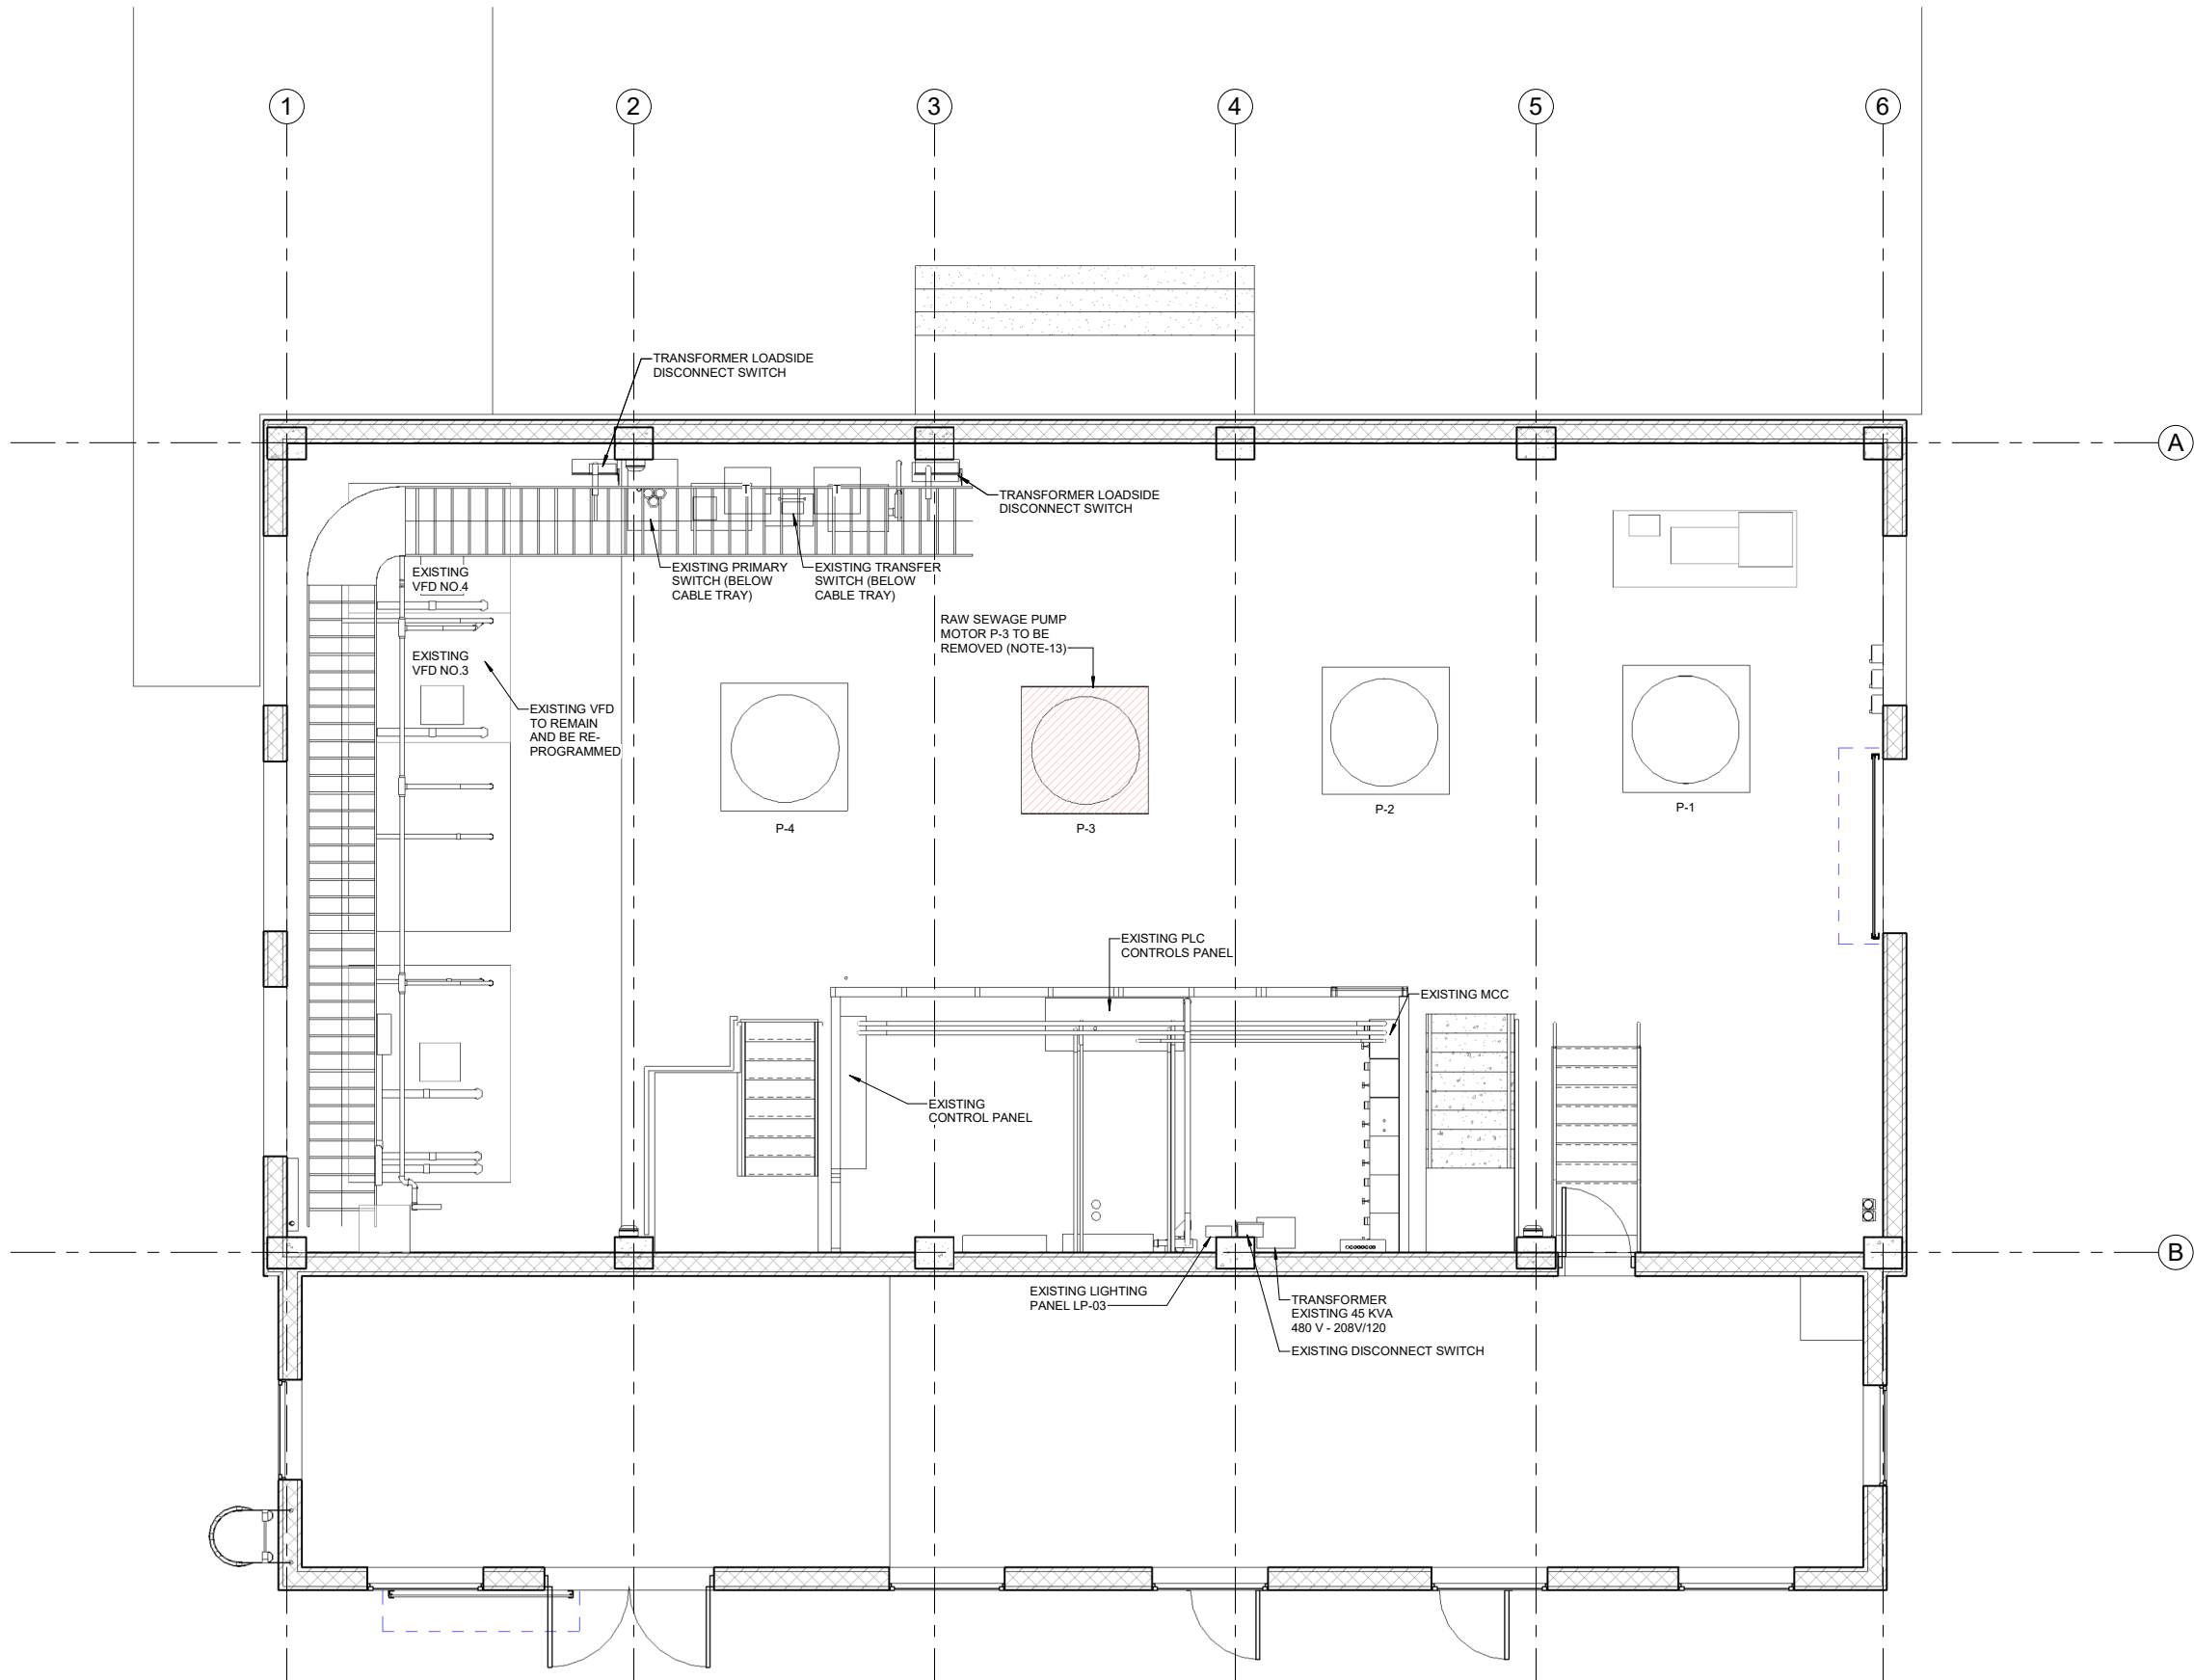 1
2
3
4
5
6
TRANSFORMER LOADSIDE
DISCONNECT SWITCH
A
TRANSFORMER LOADSIDE
DISCONNECT SWITCH
T
T
EXISTING
VFD NO.4
EXISTING PRIMARY
SWITCH (BELOW
CABLE TRAY)
EXISTING TRANSFER
SWITCH (BELOW
CABLE TRAY)
RAW SEWAGE PUMP
MOTOR P-3 TO BE
REMOVED (NOTE-13)
EXISTING
VFD NO.3
EXISTING VFD
TO REMAIN
AND BE RE-
PROGRAMMED
P-4
P-3
P-2
P-1
EXISTING PLC
CONTROLS PANEL
EXISTING MCC
EXISTING
CONTROL PANEL
B
EXISTING LIGHTING
PANEL LP-03
TRANSFORMER
EXISTING 45 KVA
480 V - 208V/120
EXISTING DISCONNECT SWITCH